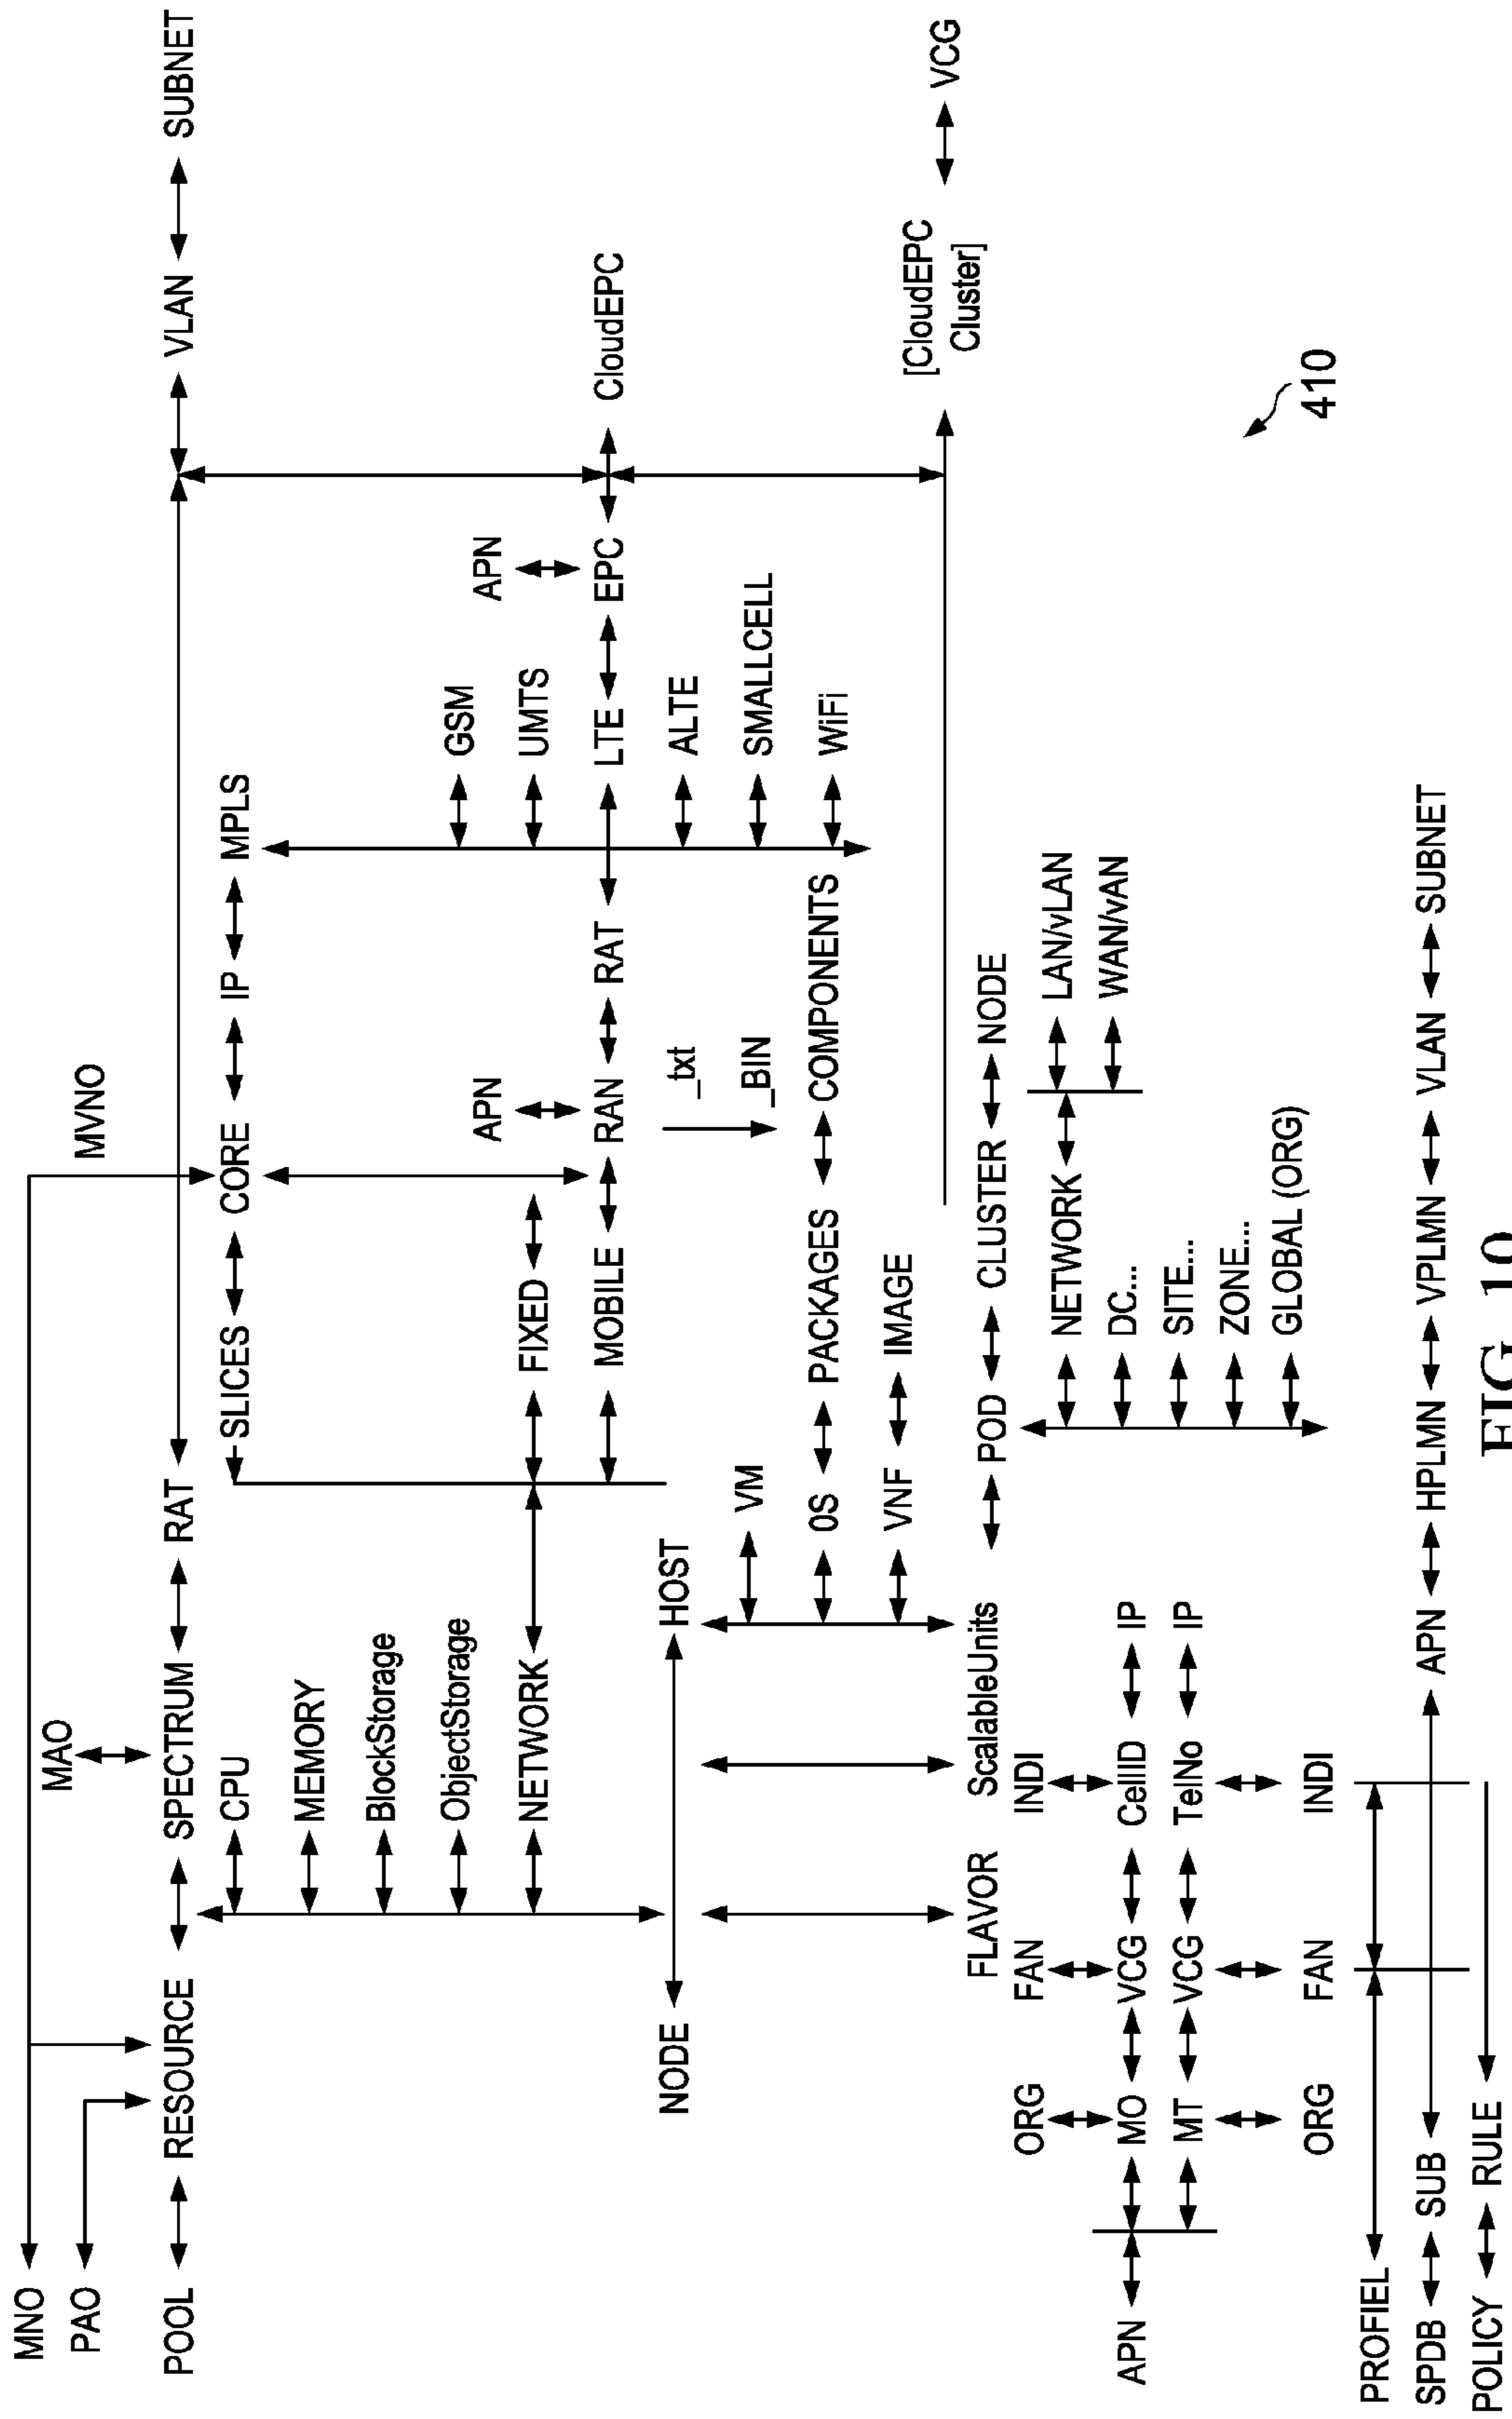 MNO
MVNO
PAO
MAO
POOL
RESOURCE
SPECTRUM
RAT
VLAN
SUBNET
CPU
SLICES
CORE
IP
MPLS
MEMORY
BlockStorage
ObjectStorage
GSM
APN
APN
NETWORK
FIXED
UMTS
MOBILE
RAN
RAT
LTE
EPC
CloudEPC
NODE
HOST
_txt
ALTE
VM
_BIN
SMALLCELL
0S
PACKAGES
COMPONENTS
WiFi
VNF
IMAGE
[CloudEPC
Cluster]
VCG
FLAVOR
ScalableUnits
POD
CLUSTER
NODE
ORG
FAN
INDI
NETWORK
LAN/vLAN
APN
MO
VCG
CellID
IP
DC...
WAN/vAN
MT
VCG
TelNo
IP
SITE...
ZONE...
GLOBAL (ORG)
410
ORG
FAN
INDI
PROFIEL
SPDB
SUB
APN
HPLMN
VPLMN
VLAN
SUBNET
POLICY
RULE
FIG. 10